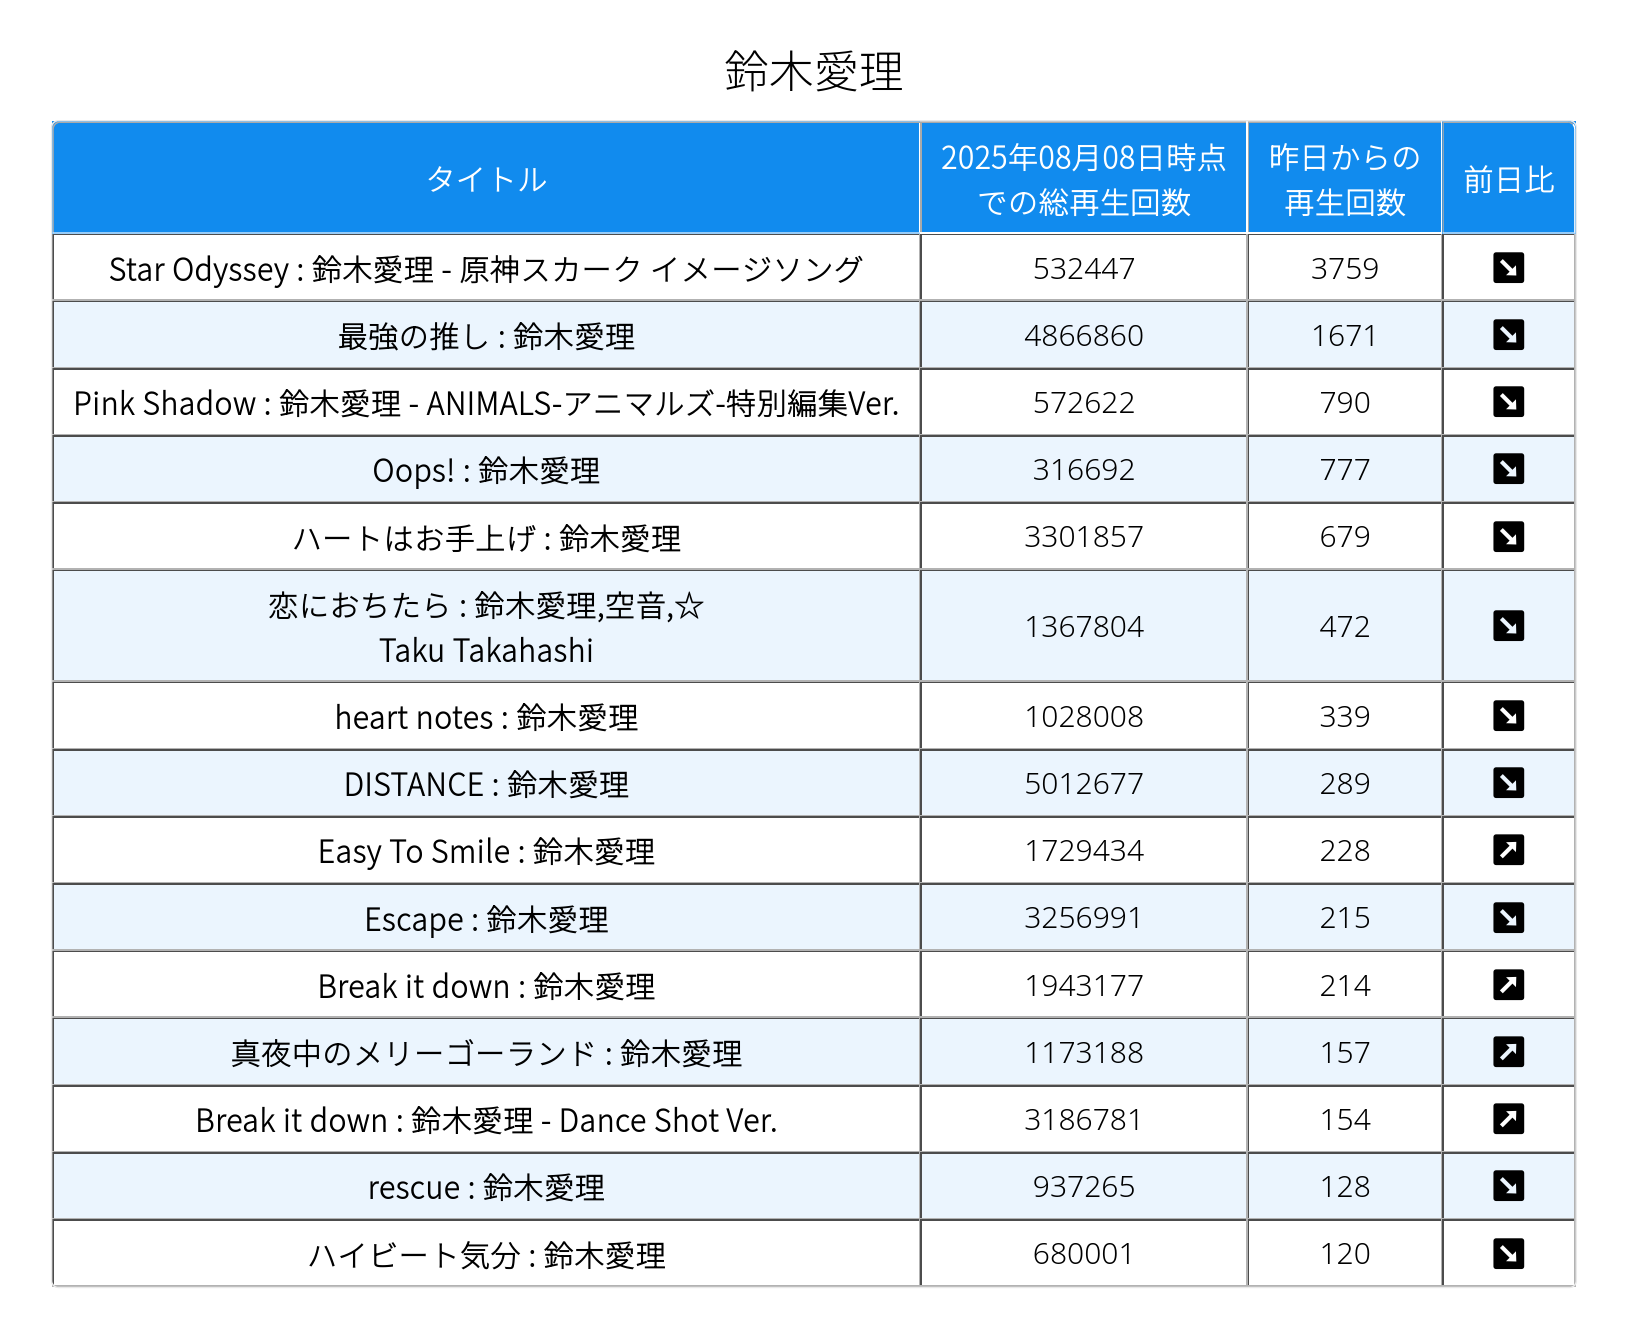 鈴木愛理
タイトル
2025年08月08日時点
での総再生回数
昨日からの
再生回数
前日比
Star Odyssey : 鈴木愛理 - 原神スカーク イメージソング 532447 3759 ↘
最強の推し : 鈴木愛理 4866860 1671 ↘
Pink Shadow : 鈴木愛理 - ANIMALS-アニマルズ-特別編集Ver. 572622 790 ↘
Oops! : 鈴木愛理 316692 777 ↘
ハートはお手上げ : 鈴木愛理 3301857 679 ↘
恋におちたら : 鈴木愛理,空音,☆
Taku Takahashi 1367804 472 ↘
heart notes : 鈴木愛理 1028008 339 ↘
DISTANCE : 鈴木愛理 5012677 289 ↘
Easy To Smile : 鈴木愛理 1729434 228 ↗
Escape : 鈴木愛理 3256991 215 ↘
Break it down : 鈴木愛理 1943177 214 ↗
真夜中のメリーゴーランド : 鈴木愛理 1173188 157 ↗
Break it down : 鈴木愛理 - Dance Shot Ver. 3186781 154 ↗
rescue : 鈴木愛理 937265 128 ↘
ハイビート気分 : 鈴木愛理 680001 120 ↘